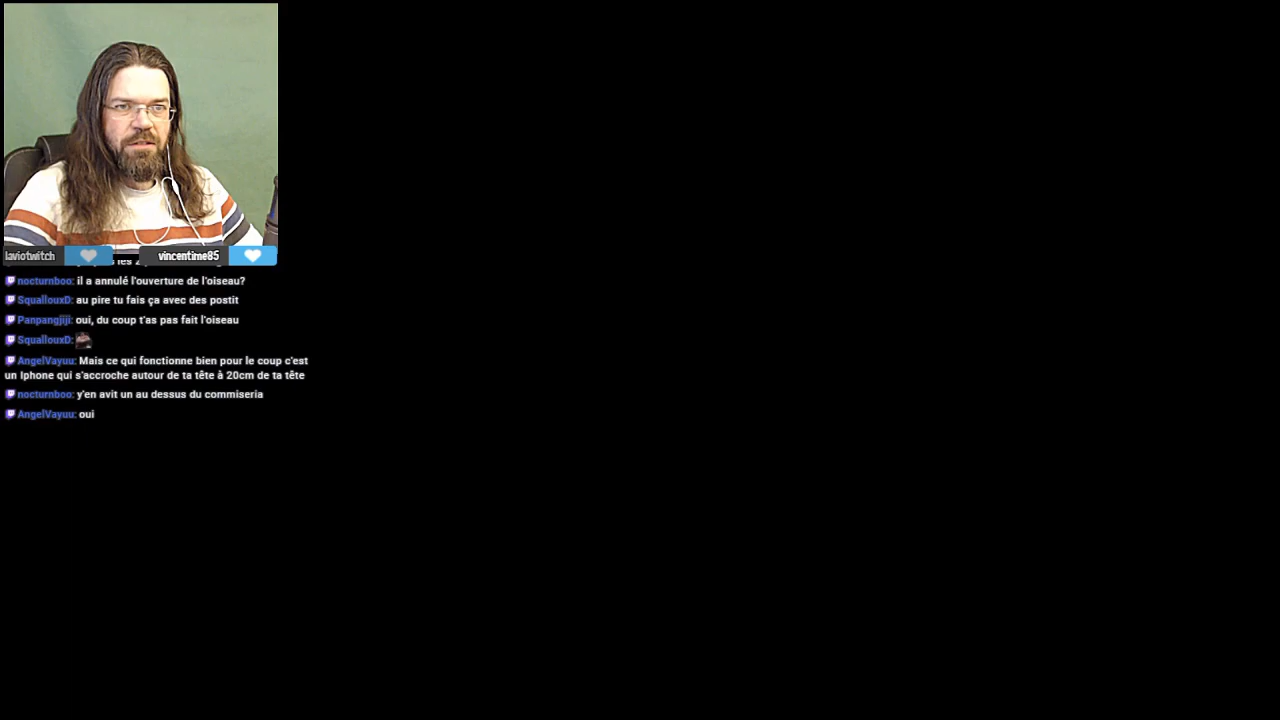 laviotwitch
vincentime85
nocturnboo: il a annulé l'ouverture de l'oiseau?
SquallouxD: au pire tu fais ça avec des postit
Panpangjiji: oui, du coup t'as pas fait l'oiseau
SquallouxD:
AngelVayuu: Mais ce qui fonctionne bien pour le coup c'est
un Iphone qui s'accroche autour de ta tête à 20cm de ta tête
nocturnboo: y'en avit un au dessus du commiseria
AngelVayuu: oui